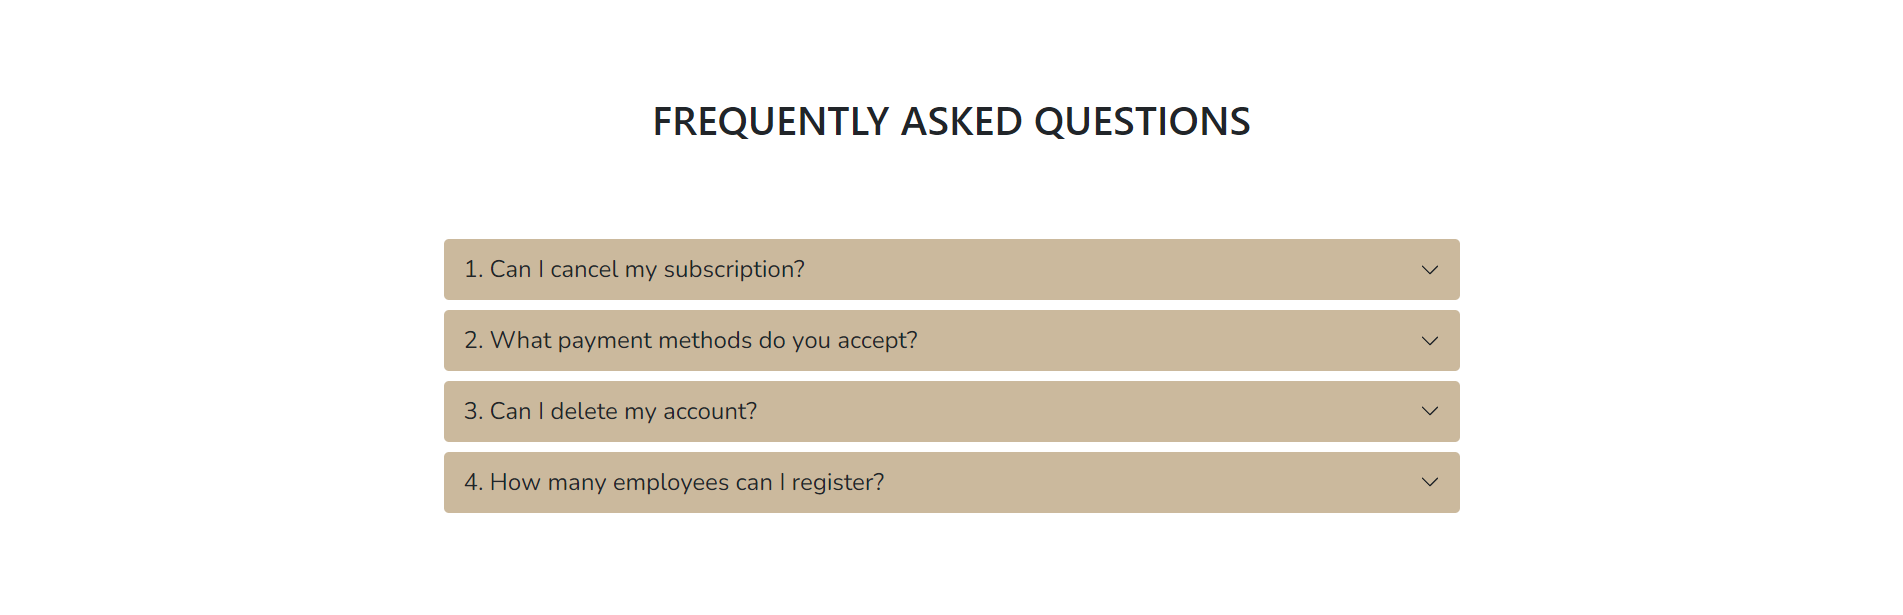 FREQUENTLY ASKED QUESTIONS
1. Can I cancel my subscription?
2. What payment methods do you accept?
3. Can I delete my account?
4. How many employees can I register?